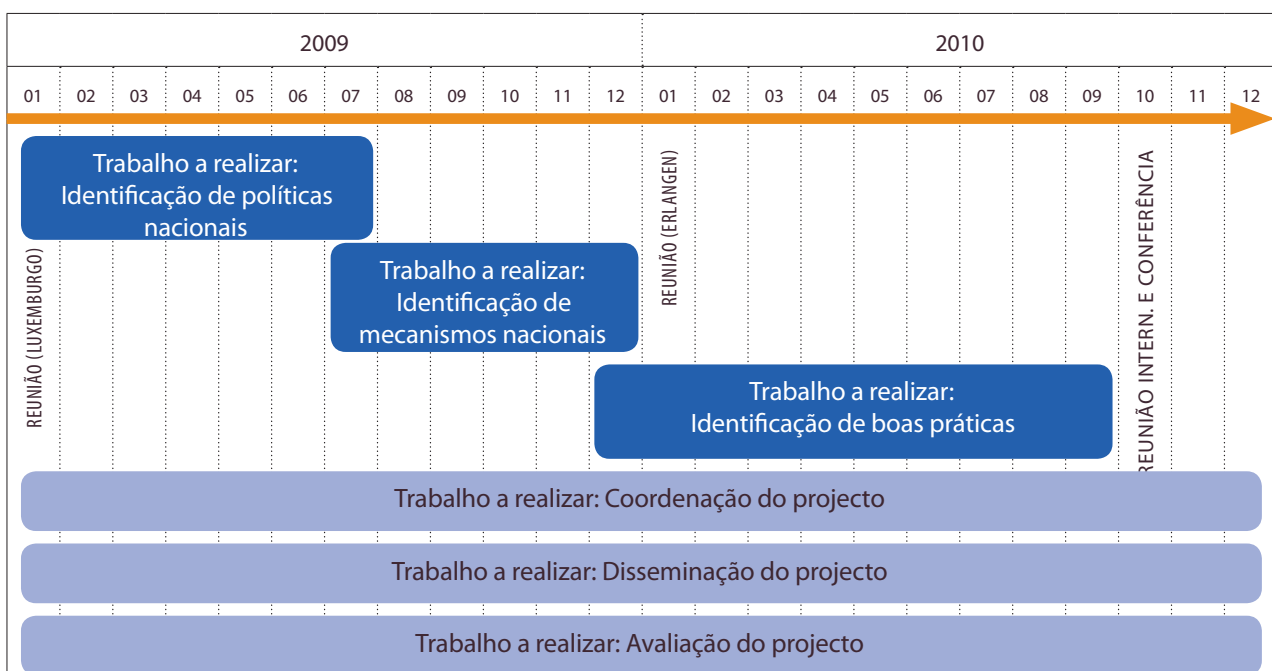 2009 2010
01 02 03 04 05 06 07 08 09 10 11 12 01 02 03 04 05 06 07 08 09 10 11 12
Trabalho a realizar:
Identificação de políticas
nacionais
REUNIÃO (LUXEMBURGO)
Trabalho a realizar:
Identificação de
mecanismos nacionais
REUNIÃO (ERLANGEN)
Trabalho a realizar:
Identificação de boas práticas
REUNIÃO INTERN. E CONFERÊNCIA
Trabalho a realizar: Coordenação do projecto
Trabalho a realizar: Disseminação do projecto
Trabalho a realizar: Avaliação do projecto